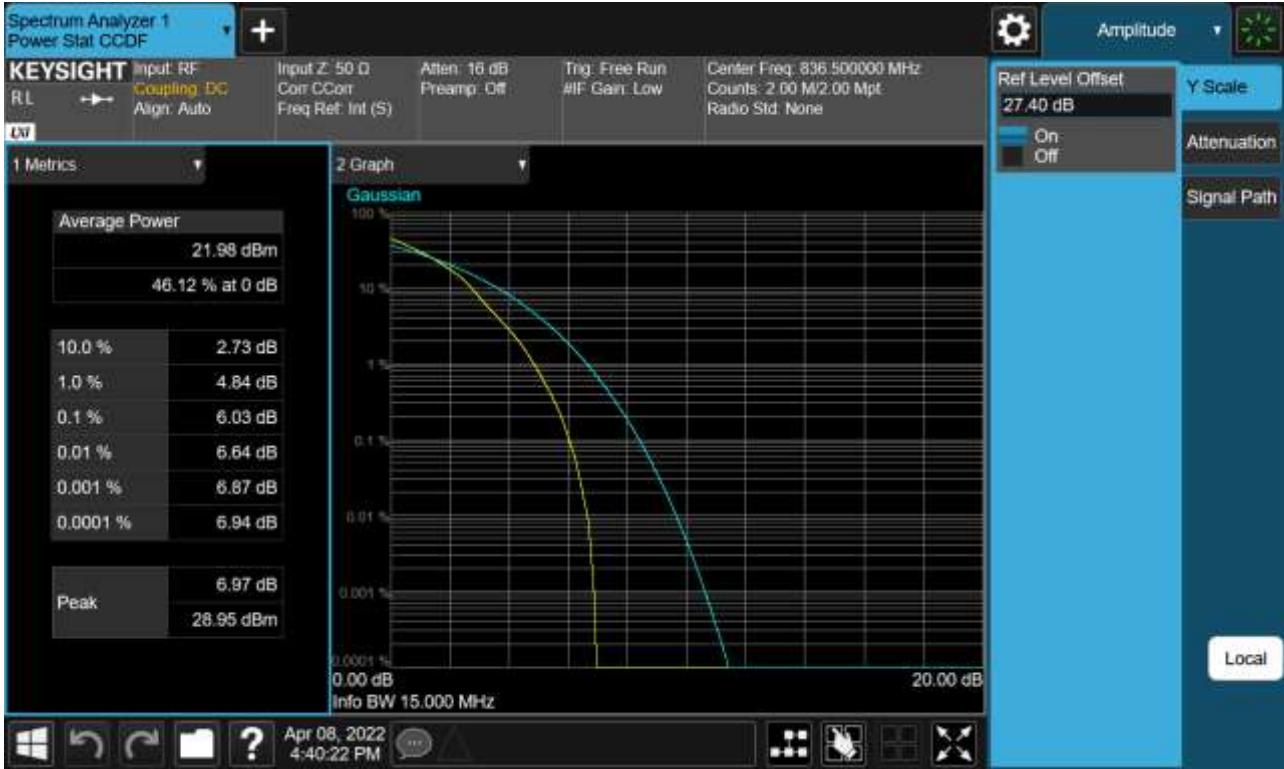 Spectrum Analyzer 1
Power Stat CCDF
+
Amplitude
KEYSIGHT
RL
LXI
Input: RF
Coupling: DC
Align: Auto
Input Z: 50 Ω
Corr CCorr
Freq Ref: Int (S)
Atten: 16 dB
Preamp: Off
Trig: Free Run
#IF Gain: Low
Center Freq: 836.500000 MHz
Counts: 2.00 M/2.00 Mpt
Radio Std: None
Ref Level Offset
27.40 dB
On
Off
Y Scale
Attenuation
Signal Path
1 Metrics
Average Power
21.98 dBm
46.12 % at 0 dB
10.0 % 2.73 dB
1.0 % 4.84 dB
0.1 % 6.03 dB
0.01 % 6.64 dB
0.001 % 6.87 dB
0.0001 % 6.94 dB
Peak
6.97 dB
28.95 dBm
2 Graph
Gaussian
100 %
10 %
1 %
0.1 %
0.01 %
0.001 %
0.0001 %
0.00 dB
20.00 dB
Info BW 15.000 MHz
Local
?
Apr 08, 2022
4:40:22 PM